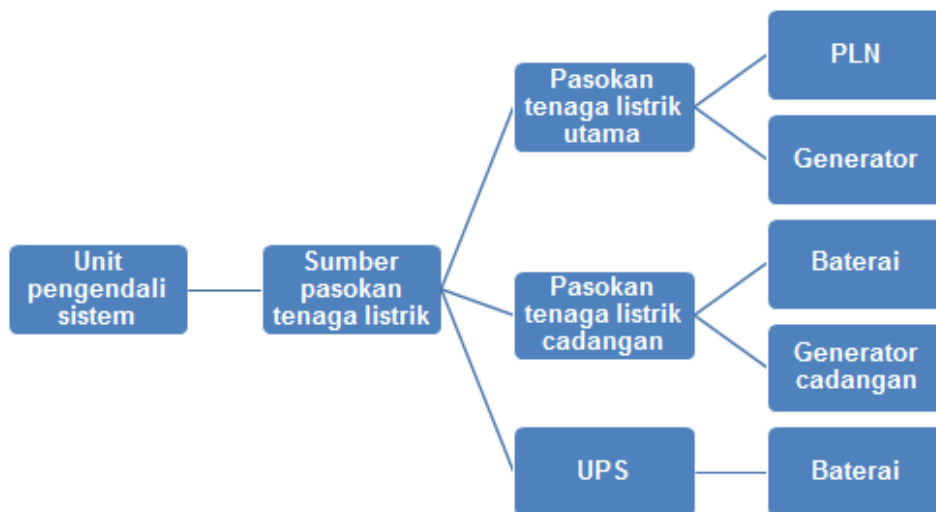 Unit
pengendali
sistem
Sumber
pasokan
tenaga listrik
Pasokan
tenaga listrik
utama
PLN
Generator
Pasokan
tenaga listrik
cadangan
Baterai
Generator
cadangan
UPS
Baterai